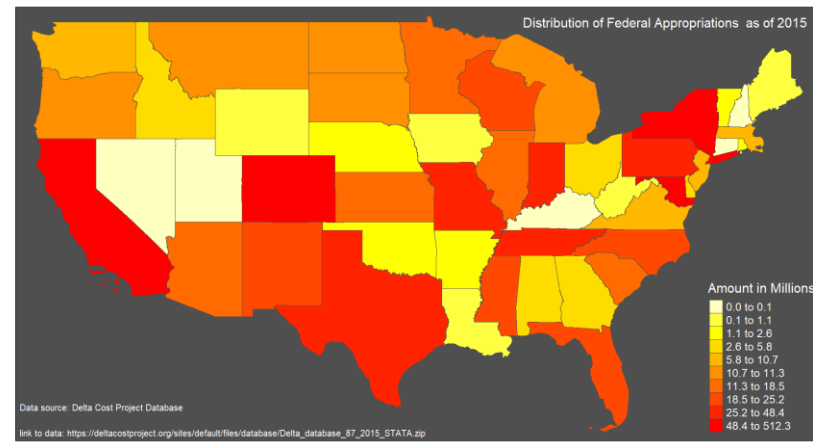 Distribution of Federal Appropriations as of 2015
Amount in Millions
0.0 to 0.1
0.1 to 1.1
1.1 to 2.6
2.6 to 5.8
5.8 to 10.7
10.7 to 11.3
11.3 to 18.5
18.5 to 25.2
25.2 to 48.4
48.4 to 512.3
Data source: Delta Cost Project Database
link to data: https://deltacostproject.org/sites/default/files/database/Delta_database_87_2015_STATA.zip